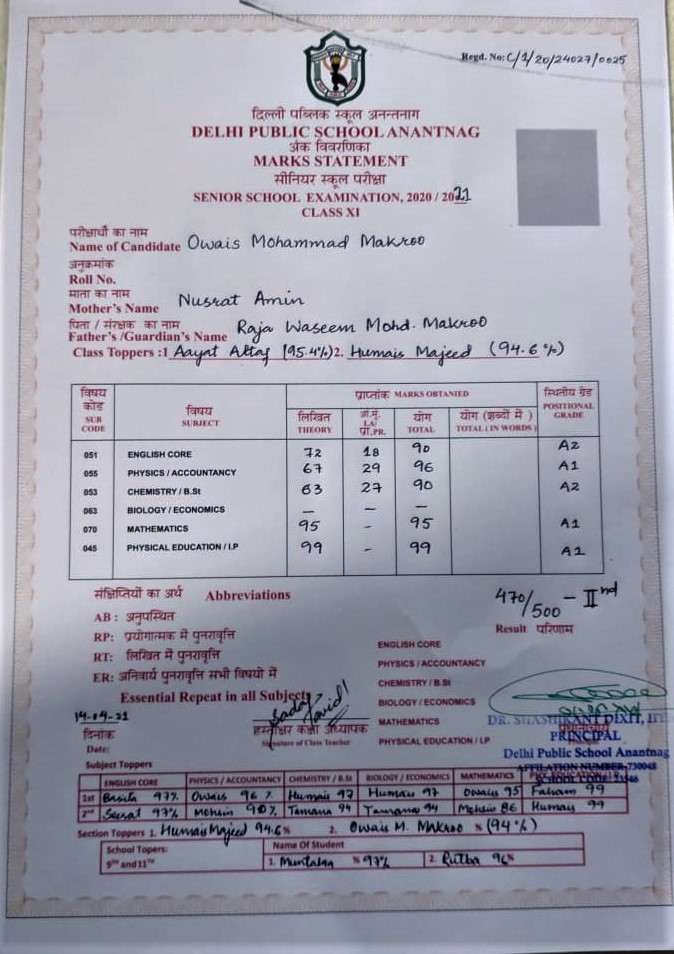 Regd. No: C/1/20/24027/0025
दिल्ली पब्लिक स्कूल अनन्तनाग
DELHI PUBLIC SCHOOL ANANTNAG
अंक विवरणिका
MARKS STATEMENT
सीनियर स्कूल परीक्षा
SENIOR SCHOOL EXAMINATION, 2020 / 2021
CLASS XI
परीक्षार्थी का नाम
Name of Candidate Owais Mohammad Makroo
अनुक्रमांक
Roll No.
माता का नाम
Mother's Name Nusrat Amin
पिता / संरक्षक का नाम
Father's /Guardian's Name Raja Waseem Mohd. Makroo
Class Toppers :1 Aayat Altaf (95.4%) 2. Humais Majeed (94.6%)
विषय कोड SUB CODE विषय SUBJECT प्राप्तांक MARKS OBTANIED स्थितीय ग्रेड POSITIONAL GRADE
लिखित THEORY आ.मू. I.A/ प्रा.PR. योग TOTAL योग (शब्दों में ) TOTAL ( IN WORDS )
051 ENGLISH CORE 72 18 90 A2
055 PHYSICS / ACCOUNTANCY 67 29 96 A1
053 CHEMISTRY / B.St 63 27 90 A2
063 BIOLOGY / ECONOMICS — — —
070 MATHEMATICS 95 - 95 A1
045 PHYSICAL EDUCATION / I.P 99 - 99 A1
संक्षिप्तियों का अर्थ Abbreviations
470/500 - IInd
AB : अनुपस्थित
Result परिणाम
RP: प्रयोगात्मक में पुनरावृत्ति
ENGLISH CORE
RT: लिखित में पुनरावृत्ति
PHYSICS / ACCOUNTANCY
ER: अनिवार्य पुनरावृत्ति सभी विषयो में
CHEMISTRY / B.St
Essential Repeat in all Subjects
BIOLOGY / ECONOMICS
14-04-21
MATHEMATICS
DR. SHASHIKANT DIXIT,
दिनांक
हस्ताक्षर कक्षा अध्यापक
प्रधानाचार्य
PRINCIPAL
Date:
Signature of Class Teacher
PHYSICAL EDUCATION / I.P
Delhi Public School Anantnag
AFFILATION NUMBER-730048
Subject Toppers
ENGLISH CORE PHYSICS / ACCOUNTANCY CHEMISTRY / B.St BIOLOGY / ECONOMICS MATHEMATICS PHY. EDUCATION / I.P
1st Basita 97% Owais 96% Humais 97 Humais 97 Owais 95 Faham 99
2nd Seerat 97% Mohsin 90% Tamana 94 Tamana 94 Mohsin 86 Humais 99
Section Toppers 1. Humais Majeed 94.6% 2. Owais M. Makroo % (94%)
School Topers: Name Of Student
9TH and 11TH 1. % 97% 2. Rutba 96%